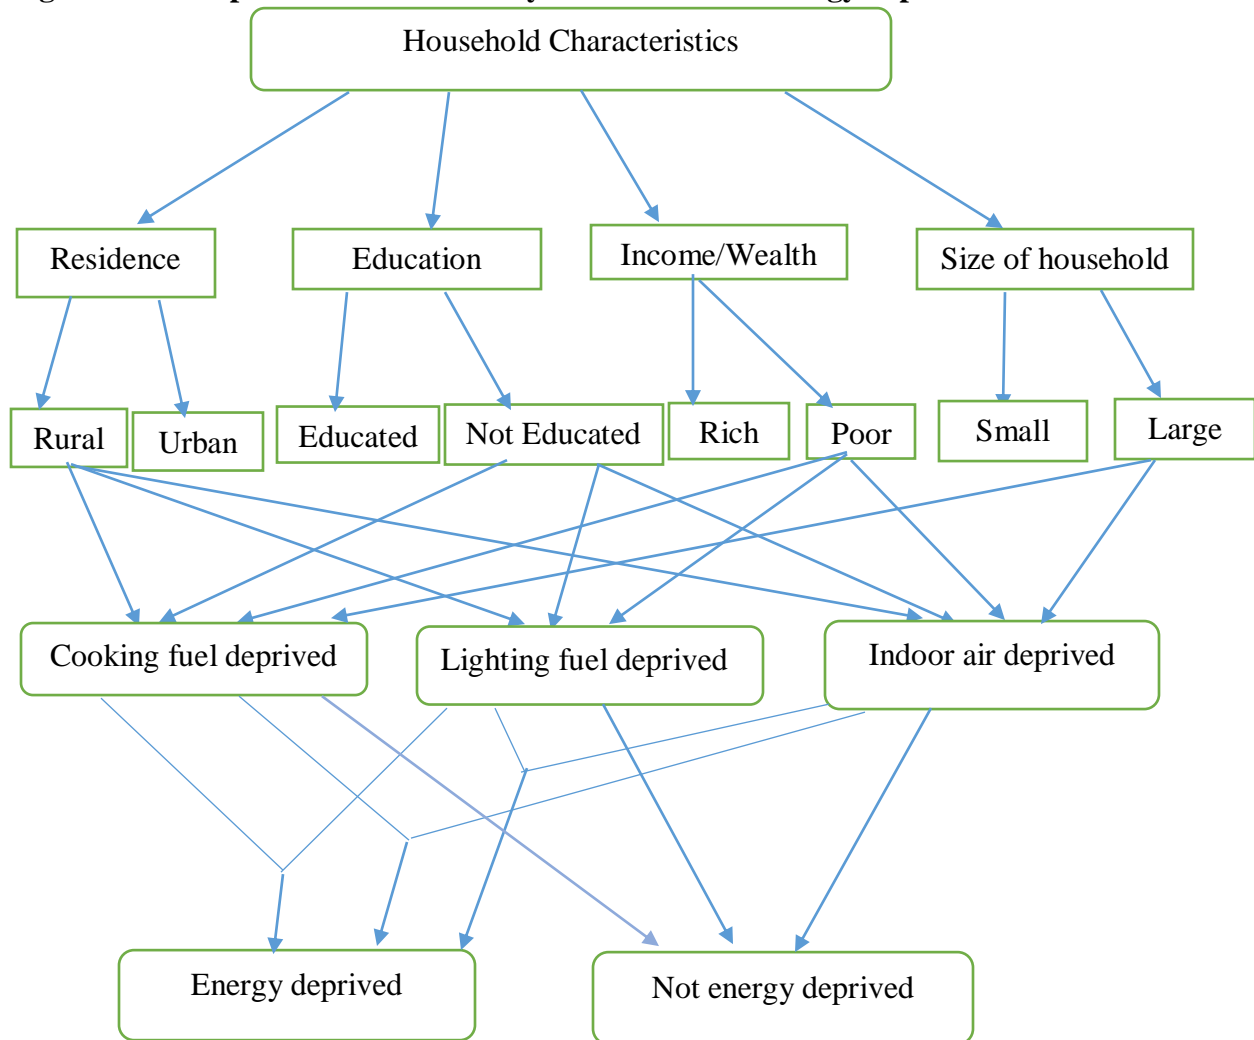 Household Characteristics
Residence
Education
Income/Wealth
Size of household
Rural
Urban
Educated
Not Educated
Rich
Poor
Small
Large
Cooking fuel deprived
Lighting fuel deprived
Indoor air deprived
Energy deprived
Not energy deprived